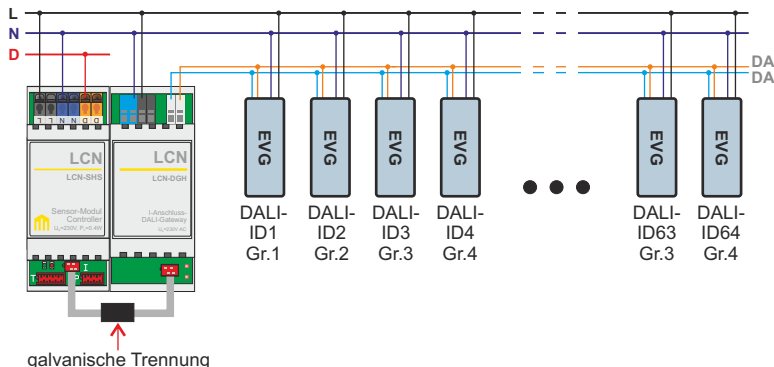 L
N
D
DA
DA
L L N N D D
LCN
LCN-SHS
Sensor-Modul
Controller
LCN
LCN-DGH
I-Anschluss-
DALI-Gateway
T
I
P
EVG
EVG
EVG
EVG
EVG
EVG
DALI-
ID1
Gr.1
DALI-
ID2
Gr.2
DALI-
ID3
Gr.3
DALI-
ID4
Gr.4
DALI-
ID63
Gr.3
DALI-
ID64
Gr.4
galvanische Trennung